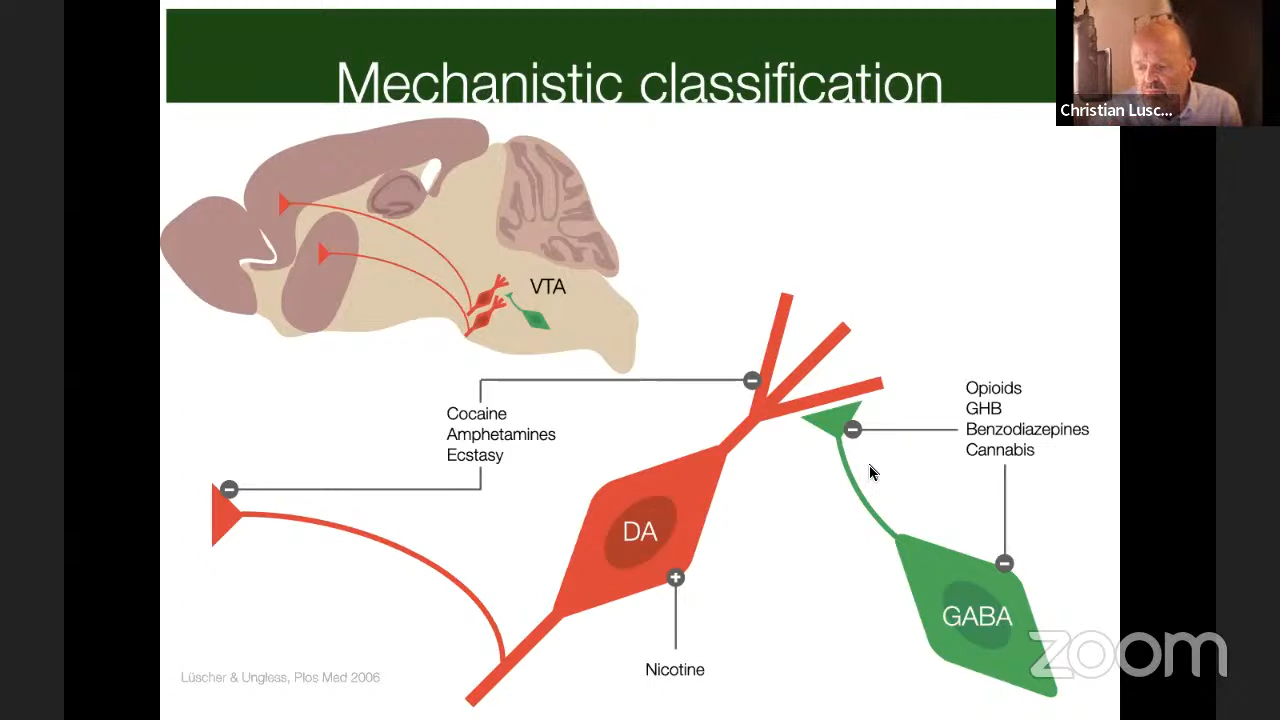 Mechanistic classification
Christian Lusc...
VTA
Cocaine
Amphetamines
Ecstasy
Opioids
GHB
Benzodiazepines
Cannabis
DA
GABA
Nicotine
Lüscher & Ungless, Plos Med 2006
zoom